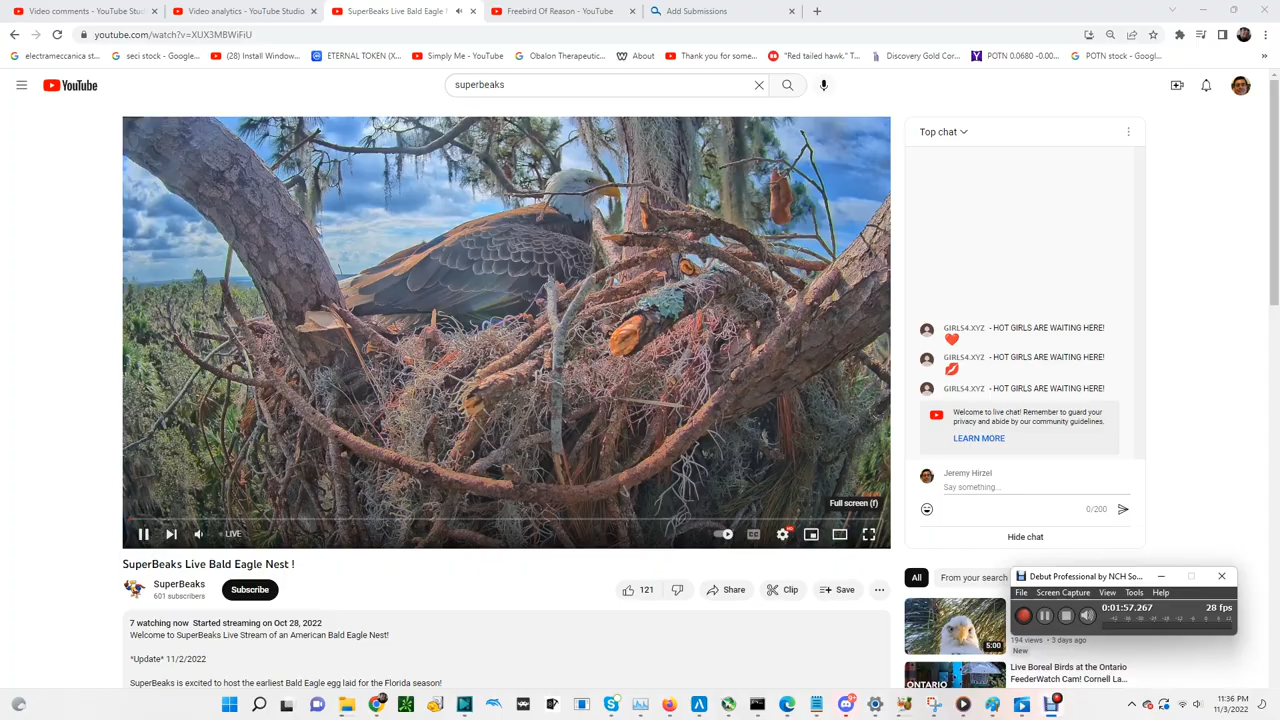 Video comments - YouTube Stud
Video analytics - YouTube Studio
SuperBeaks Live Bald Eagle
Freebird Of Reason - YouTube
Add Submissions
youtube.com/watch?v=XUX3MBWiFiU
electrameccanica st...
seci stock - Google...
(28) Install Window...
ETERNAL TOKEN (X...
Simply Me - YouTube
Obalon Therapeutic...
About
Thank you for some...
"Red tailed hawk." T...
Discovery Gold Cor...
POTN 0.0680 -0.00...
POTN stock - Googl...
YouTube
superbeaks
Top chat
GIRLS4.XYZ - HOT GIRLS ARE WAITING HERE!
GIRLS4.XYZ - HOT GIRLS ARE WAITING HERE!
GIRLS4.XYZ - HOT GIRLS ARE WAITING HERE!
Welcome to live chat! Remember to guard your
privacy and abide by our community guidelines.
LEARN MORE
Jeremy Hirzel
Say something...
0/200
Hide chat
Full screen (f)
LIVE
SuperBeaks Live Bald Eagle Nest !
SuperBeaks
601 subscribers
Subscribe
121
Share
Clip
Save
7 watching now Started streaming on Oct 28, 2022
Welcome to SuperBeaks Live Stream of an American Bald Eagle Nest!
*Update* 11/2/2022
SuperBeaks is excited to host the earliest Bald Eagle egg laid for the Florida season!
All
From your search
Debut Professional by NCH So...
File Screen Capture View Tools Help
0:01:57.267
28 fps
5:00
194 views • 3 days ago
New
Live Boreal Birds at the Ontario
FeederWatch Cam! Cornell La...
ONTARIO
11:36 PM
11/3/2022